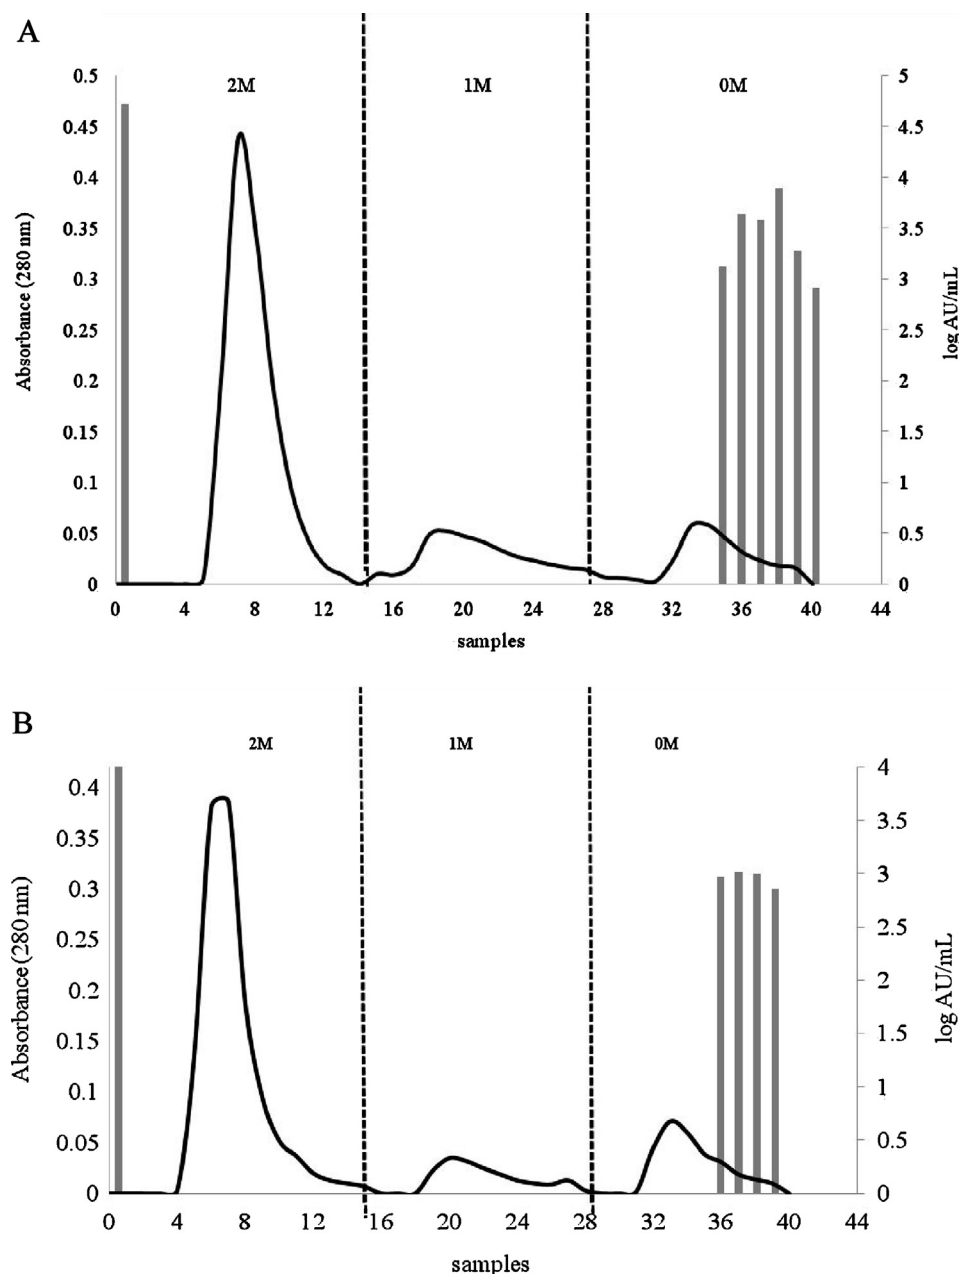 A
2M 1M 0M
0.5 5
0.45 4.5
0.4 4
0.35 3.5
0.3 3
0.25 2.5
0.2 2
0.15 1.5
0.1 1
0.05 0.5
0 0
Absorbance (280 nm)
log AU/mL
0 4 8 12 16 20 24 28 32 36 40 44
samples
B
2M 1M 0M
0.4
0.35
0.3
0.25
0.2
0.15
0.1
0.05
0
Absorbance (280 nm)
4
3.5
3
2.5
2
1.5
1
0.5
0
log AU/mL
0 4 8 12 16 20 24 28 32 36 40 44
samples